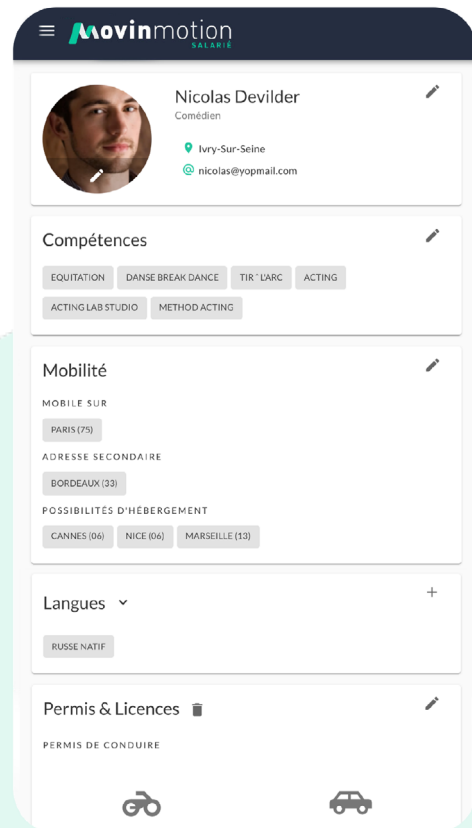 Movinmotion
SALARIÉ
Nicolas Devilder
Comédien
Ivry-Sur-Seine
nicolas@yopmail.com
Compétences
EQUITATION DANSE BREAK DANCE TIR ˆ L'ARC ACTING
ACTING LAB STUDIO METHOD ACTING
Mobilité
MOBILE SUR
PARIS (75)
ADRESSE SECONDAIRE
BORDEAUX (33)
POSSIBILITÉS D'HÉBERGEMENT
CANNES (06) NICE (06) MARSEILLE (13)
Langues
RUSSE NATIF
Permis & Licences
PERMIS DE CONDUIRE